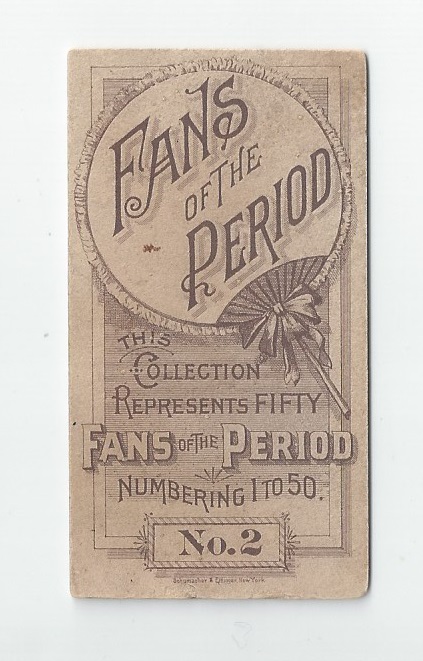 FANS
OF THE
PERIOD
THIS
COLLECTION
REPRESENTS FIFTY
FANS OF THE PERIOD
NUMBERING 1 TO 50.
No. 2
Schumacher & Ettlinger New York